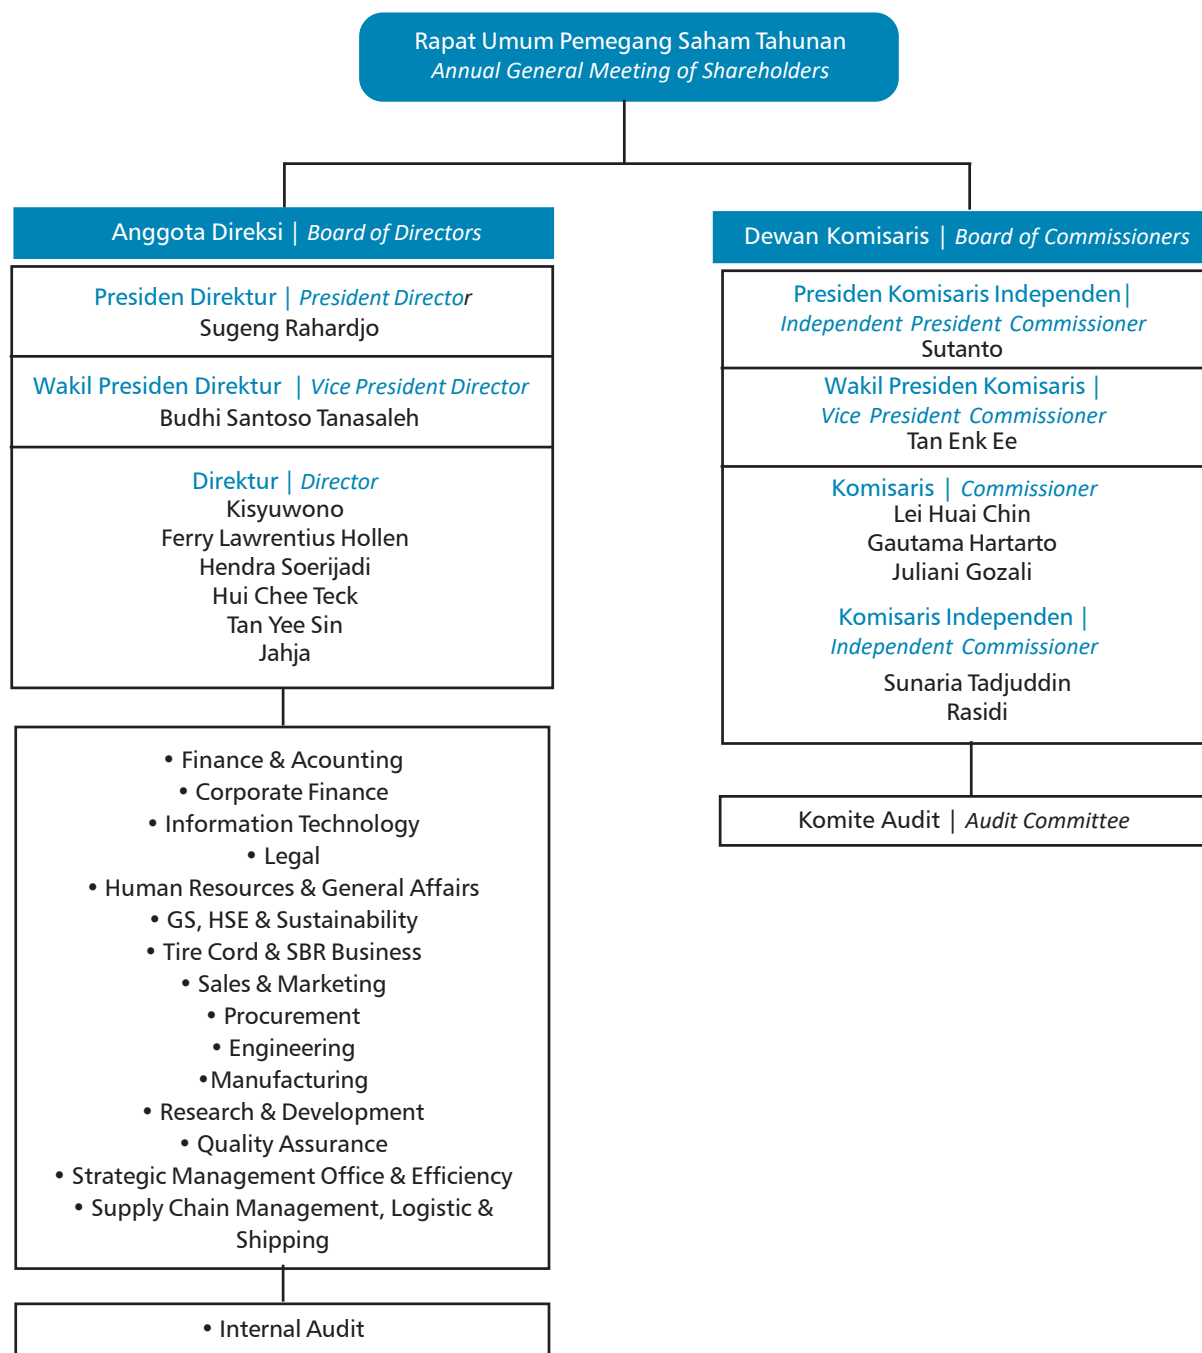 Rapat Umum Pemegang Saham Tahunan
Annual General Meeting of Shareholders
Anggota Direksi | Board of Directors
Presiden Direktur | President Director
Sugeng Rahardjo
Wakil Presiden Direktur | Vice President Director
Budhi Santoso Tanasaleh
Direktur | Director
Kisyuwono
Ferry Lawrentius Hollen
Hendra Soerijadi
Hui Chee Teck
Tan Yee Sin
Jahja
• Finance & Acounting
• Corporate Finance
• Information Technology
• Legal
• Human Resources & General Affairs
• GS, HSE & Sustainability
• Tire Cord & SBR Business
• Sales & Marketing
• Procurement
• Engineering
•Manufacturing
• Research & Development
• Quality Assurance
• Strategic Management Office & Efficiency
• Supply Chain Management, Logistic &
Shipping
• Internal Audit
Dewan Komisaris | Board of Commissioners
Presiden Komisaris Independen|
Independent President Commissioner
Sutanto
Wakil Presiden Komisaris |
Vice President Commissioner
Tan Enk Ee
Komisaris | Commissioner
Lei Huai Chin
Gautama Hartarto
Juliani Gozali
Komisaris Independen |
Independent Commissioner
Sunaria Tadjuddin
Rasidi
Komite Audit | Audit Committee